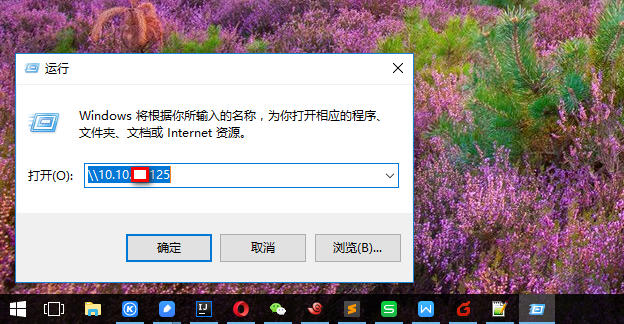 运行
Windows 将根据你所输入的名称，为你打开相应的程序、
文件夹、文档或 Internet 资源。
打开(O): \\10.10. 125
确定 取消 浏览(B)...